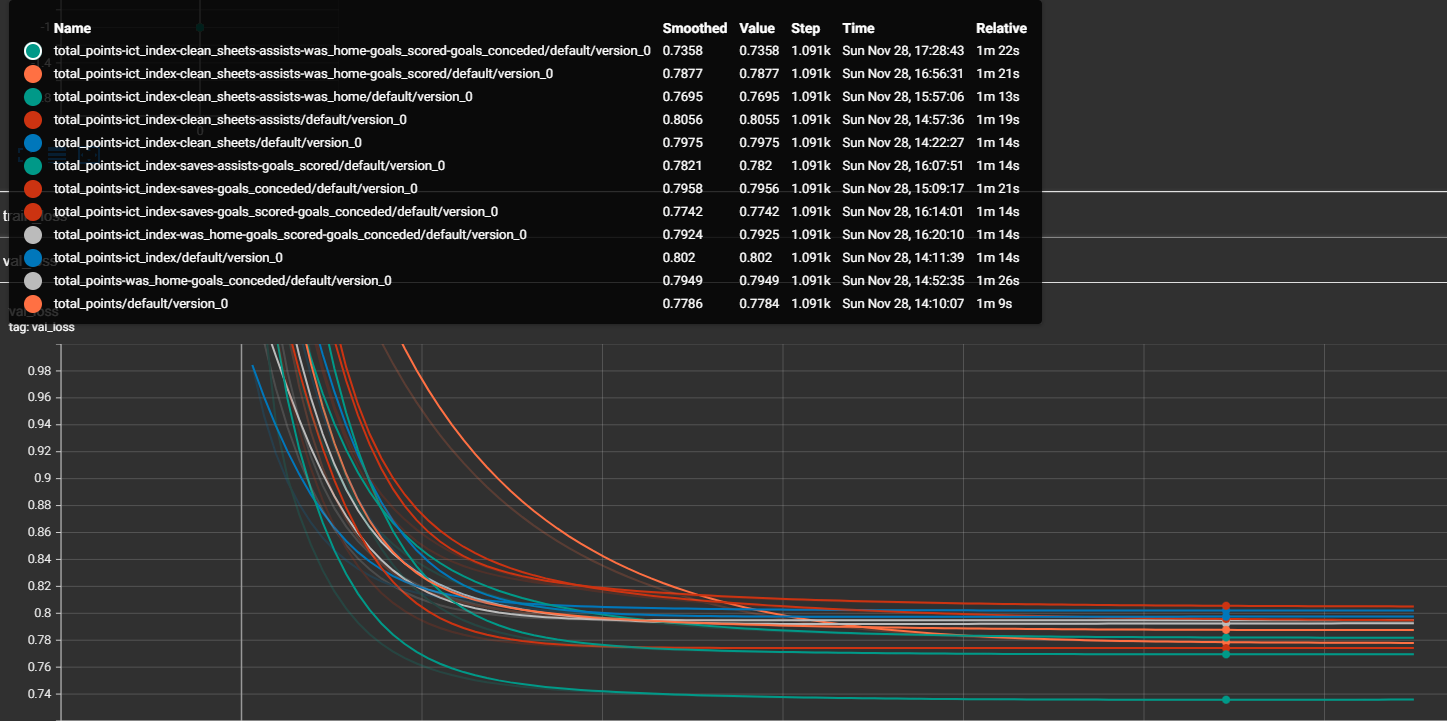 Name Smoothed Value Step Time Relative
total_points-ict_index-clean_sheets-assists-was_home-goals_scored-goals_conceded/default/version_0 0.7358 0.7358 1.091k Sun Nov 28, 17:28:43 1m 22s
total_points-ict_index-clean_sheets-assists-was_home-goals_scored/default/version_0 0.7877 0.7877 1.091k Sun Nov 28, 16:56:31 1m 21s
total_points-ict_index-clean_sheets-assists-was_home/default/version_0 0.7695 0.7695 1.091k Sun Nov 28, 15:57:06 1m 13s
total_points-ict_index-clean_sheets-assists/default/version_0 0.8056 0.8055 1.091k Sun Nov 28, 14:57:36 1m 19s
total_points-ict_index-clean_sheets/default/version_0 0.7975 0.7975 1.091k Sun Nov 28, 14:22:27 1m 14s
total_points-ict_index-saves-assists-goals_scored/default/version_0 0.7821 0.782 1.091k Sun Nov 28, 16:07:51 1m 14s
total_points-ict_index-saves-goals_conceded/default/version_0 0.7958 0.7956 1.091k Sun Nov 28, 15:09:17 1m 21s
total_points-ict_index-saves-goals_scored-goals_conceded/default/version_0 0.7742 0.7742 1.091k Sun Nov 28, 16:14:01 1m 14s
total_points-ict_index-was_home-goals_scored-goals_conceded/default/version_0 0.7924 0.7925 1.091k Sun Nov 28, 16:20:10 1m 14s
total_points-ict_index/default/version_0 0.802 0.802 1.091k Sun Nov 28, 14:11:39 1m 14s
total_points-was_home-goals_conceded/default/version_0 0.7949 0.7949 1.091k Sun Nov 28, 14:52:35 1m 26s
total_points/default/version_0 0.7786 0.7784 1.091k Sun Nov 28, 14:10:07 1m 9s
train_loss
val_loss
val_loss
tag: val_loss
0.98
0.96
0.94
0.92
0.9
0.88
0.86
0.84
0.82
0.8
0.78
0.76
0.74